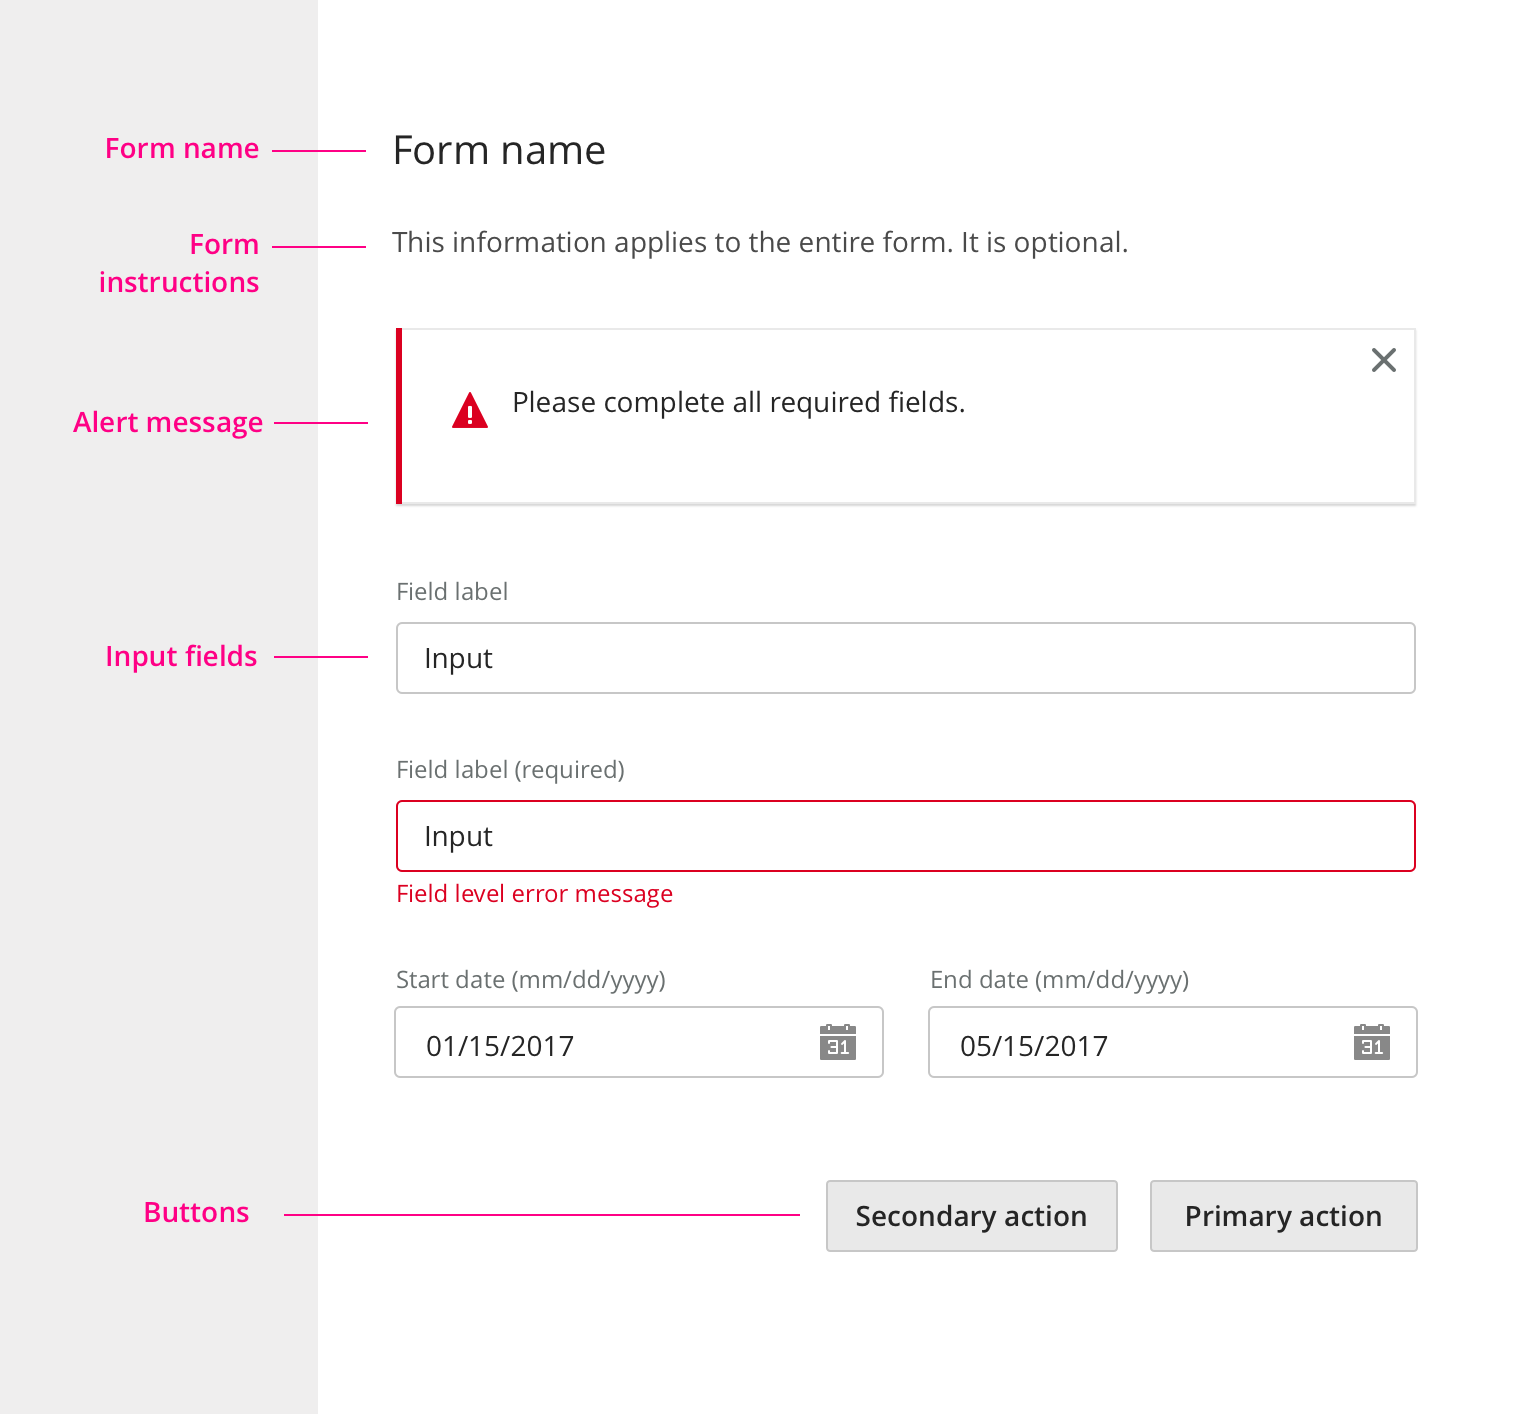 Form name
Form name
Form
instructions
This information applies to the entire form. It is optional.
Alert message
Please complete all required fields.
Field label
Input fields
Input
Field label (required)
Input
Field level error message
Start date (mm/dd/yyyy)
End date (mm/dd/yyyy)
01/15/2017
31
05/15/2017
31
Buttons
Secondary action
Primary action